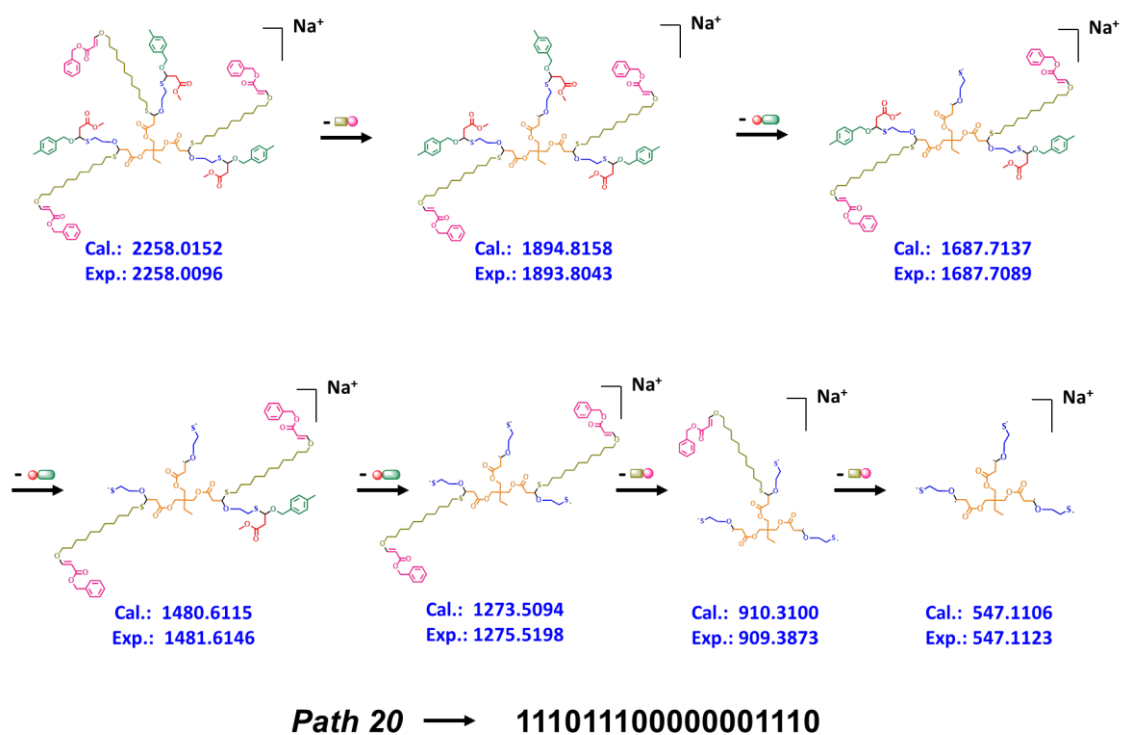 Na⁺
Na⁺
Na⁺
Cal.: 2258.0152
Exp.: 2258.0096
Cal.: 1894.8158
Exp.: 1893.8043
Cal.: 1687.7137
Exp.: 1687.7089
Na⁺
Na⁺
Na⁺
Na⁺
Cal.: 1480.6115
Exp.: 1481.6146
Cal.: 1273.5094
Exp.: 1275.5198
Cal.: 910.3100
Exp.: 909.3873
Cal.: 547.1106
Exp.: 547.1123
Path 20 → 111011100000001110